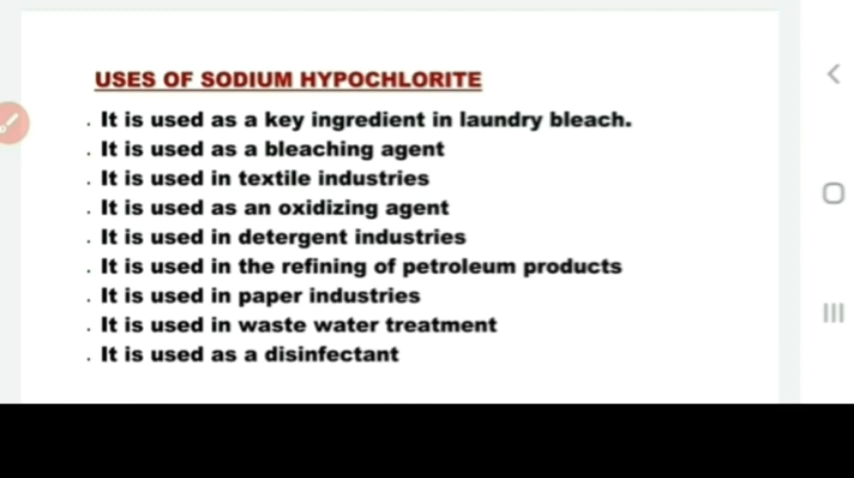 USES OF SODIUM HYPOCHLORITE
. It is used as a key ingredient in laundry bleach.
. It is used as a bleaching agent
. It is used in textile industries
. It is used as an oxidizing agent
. It is used in detergent industries
. It is used in the refining of petroleum products
. It is used in paper industries
. It is used in waste water treatment
. It is used as a disinfectant